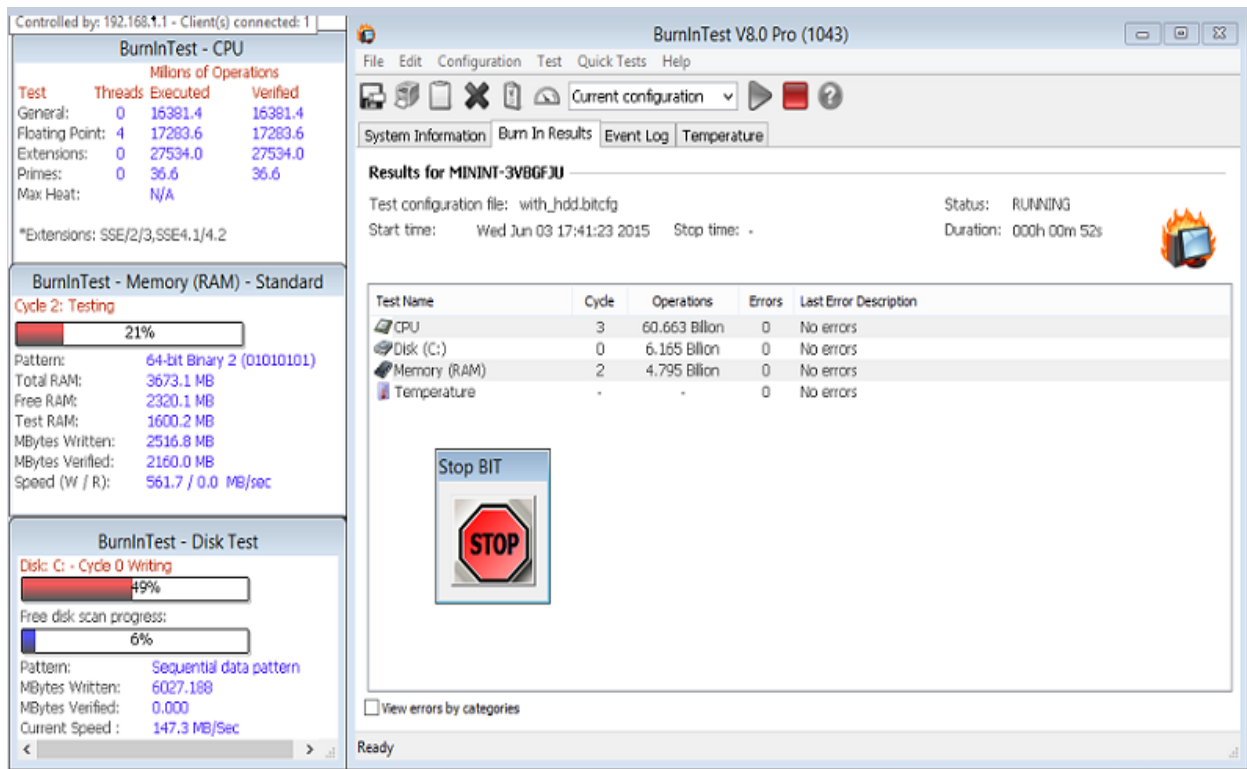 Controlled by: 192.168.1.1 - Client(s) connected: 1
BurnInTest - CPU
Millions of Operations
Test Threads Executed Verified
General: 0 16381.4 16381.4
Floating Point: 4 17283.6 17283.6
Extensions: 0 27534.0 27534.0
Primes: 0 36.6 36.6
Max Heat: N/A
*Extensions: SSE/2/3,SSE4.1/4.2
BurnInTest - Memory (RAM) - Standard
Cycle 2: Testing
21%
Pattern: 64-bit Binary 2 (01010101)
Total RAM: 3673.1 MB
Free RAM: 2320.1 MB
Test RAM: 1600.2 MB
MBytes Written: 2516.8 MB
MBytes Verified: 2160.0 MB
Speed (W / R): 561.7 / 0.0 MB/sec
BurnInTest - Disk Test
Disk: C: - Cycle 0 Writing
49%
Free disk scan progress:
6%
Pattern: Sequential data pattern
MBytes Written: 6027.188
MBytes Verified: 0.000
Current Speed : 147.3 MB/Sec
BurnInTest V8.0 Pro (1043)
File Edit Configuration Test Quick Tests Help
Current configuration
System Information Burn In Results Event Log Temperature
Results for MININT-3V8GFJU
Test configuration file: with_hdd.bitcfg Status: RUNNING
Start time: Wed Jun 03 17:41:23 2015 Stop time: - Duration: 000h 00m 52s
Test Name Cycle Operations Errors Last Error Description
CPU 3 60.663 Billion 0 No errors
Disk (C:) 0 6.165 Billion 0 No errors
Memory (RAM) 2 4.795 Billion 0 No errors
Temperature - - 0 No errors
Stop BIT
STOP
View errors by categories
Ready